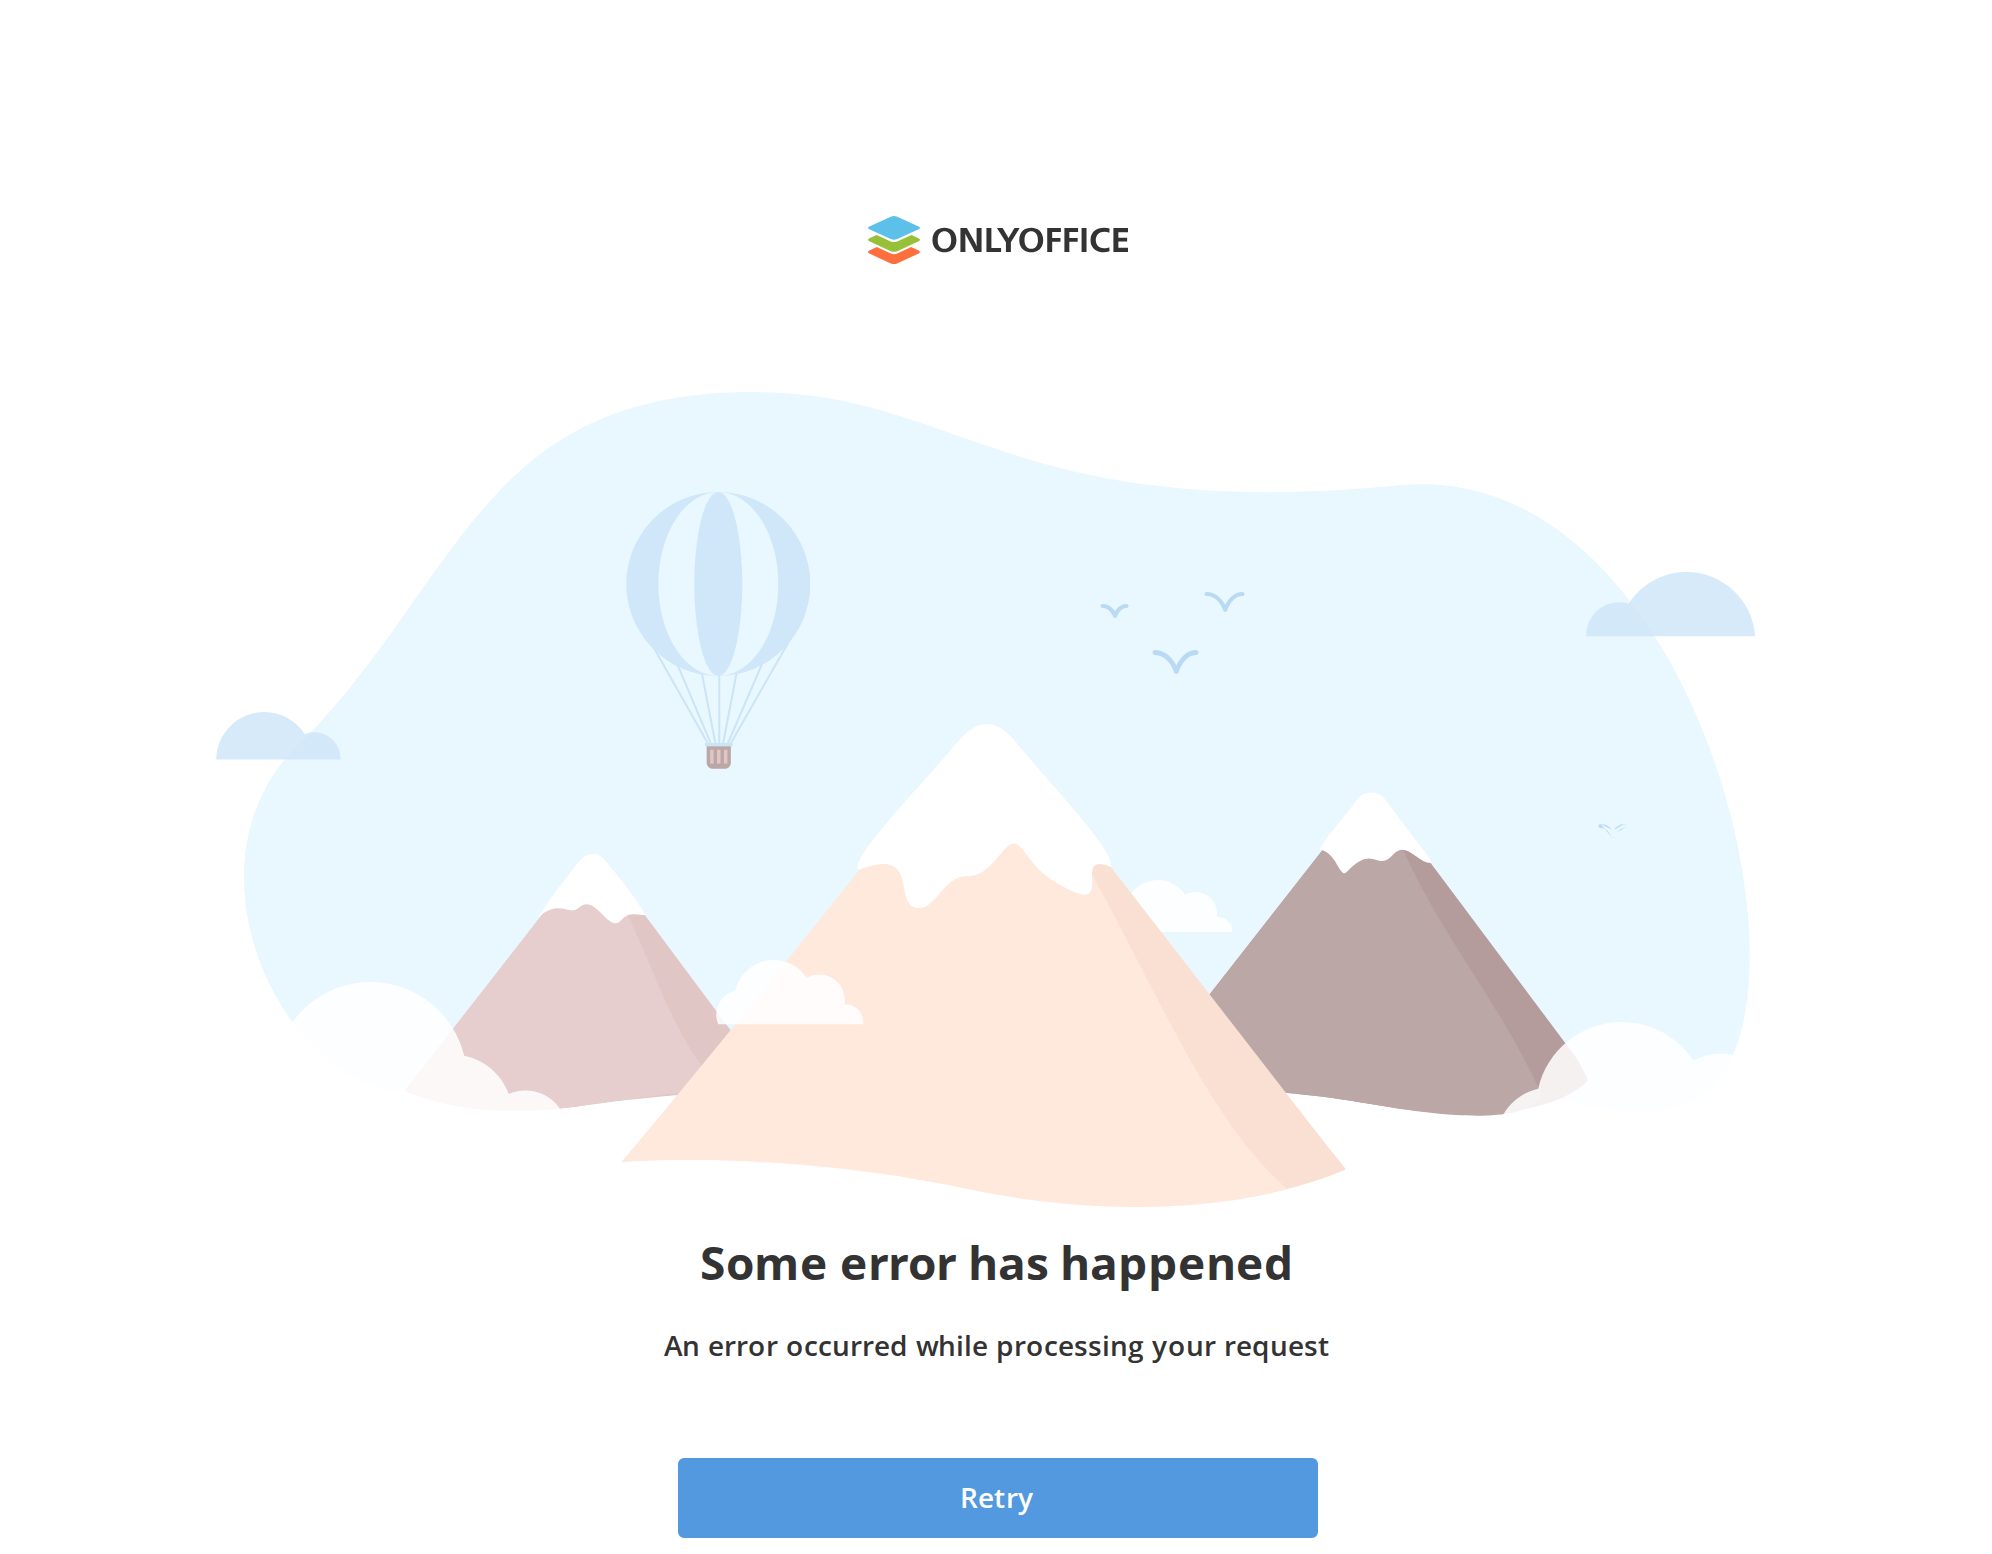 ONLYOFFICE
Some error has happened
An error occurred while processing your request
Retry